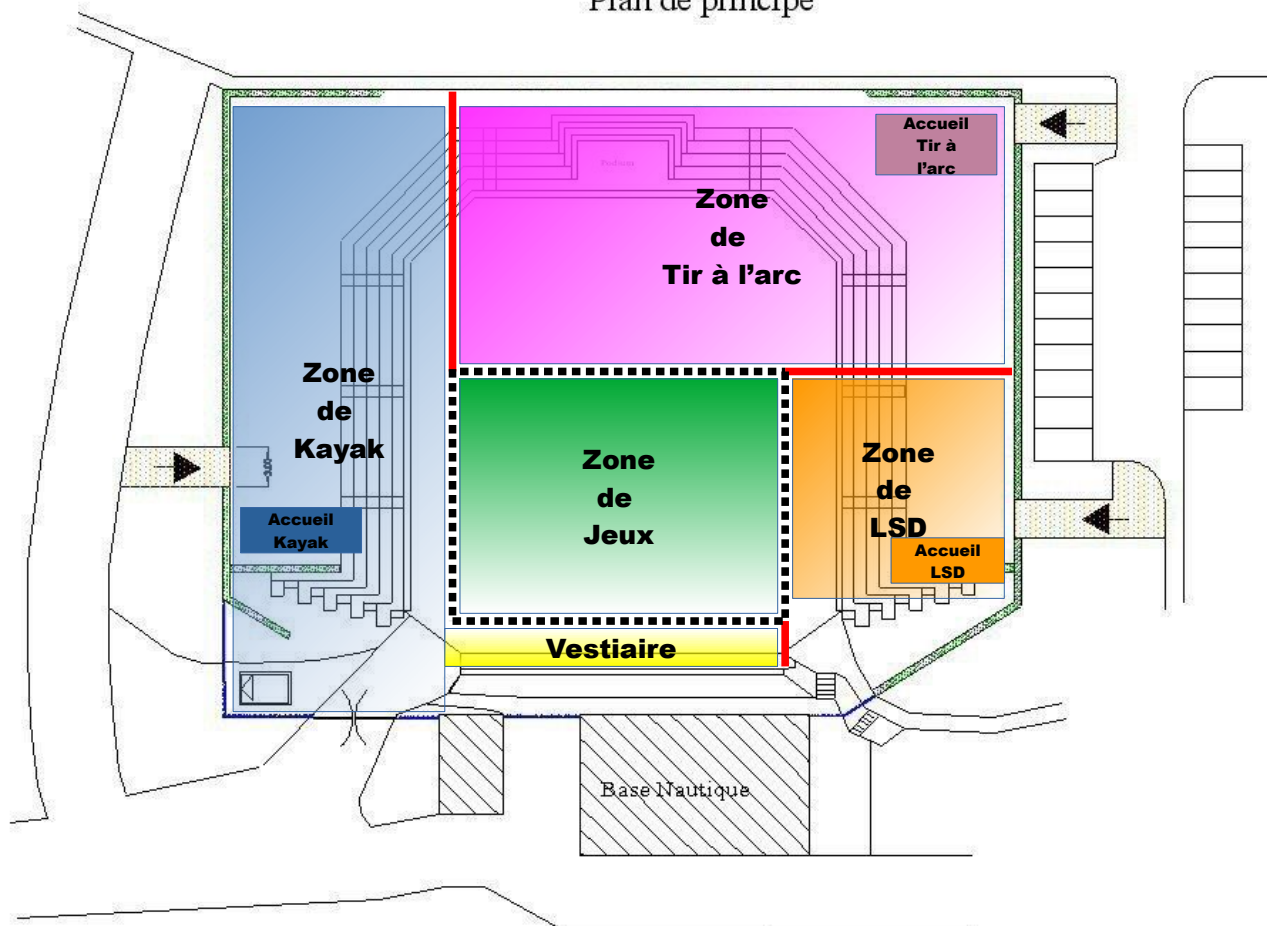 Plan de principe
Accueil
Tir à
l'arc
Podium
Zone
de
Tir à l'arc
Zone
de
Kayak
Zone
de
Jeux
Zone
de
LSD
Accueil
Kayak
Accueil
LSD
Vestiaire
Base Nautique